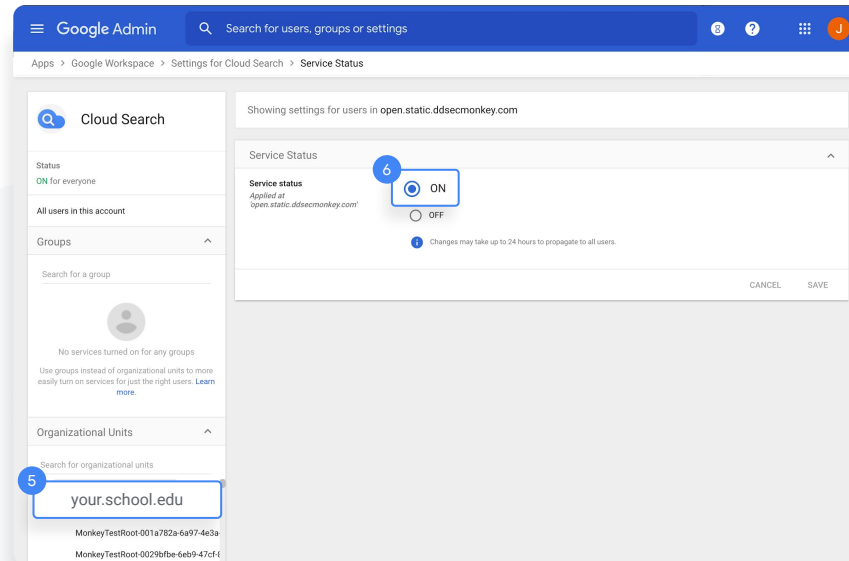 Google Admin
Search for users, groups or settings
J
Apps > Google Workspace > Settings for Cloud Search > Service Status
Cloud Search
Status
ON for everyone
All users in this account
Groups
Search for a group
No services turned on for any groups
Use groups instead of organizational units to more
easily turn on services for just the right users. Learn
more.
Organizational Units
Search for organizational units
5
your.school.edu
MonkeyTestRoot-001a782a-6a97-4e3a-
MonkeyTestRoot-0029bfbe-6eb9-47cf-8
Showing settings for users in open.static.ddsecmonkey.com
Service Status
6
Service status
Applied at
'open.static.ddsecmonkey.com'
ON
OFF
Changes may take up to 24 hours to propagate to all users.
CANCEL SAVE